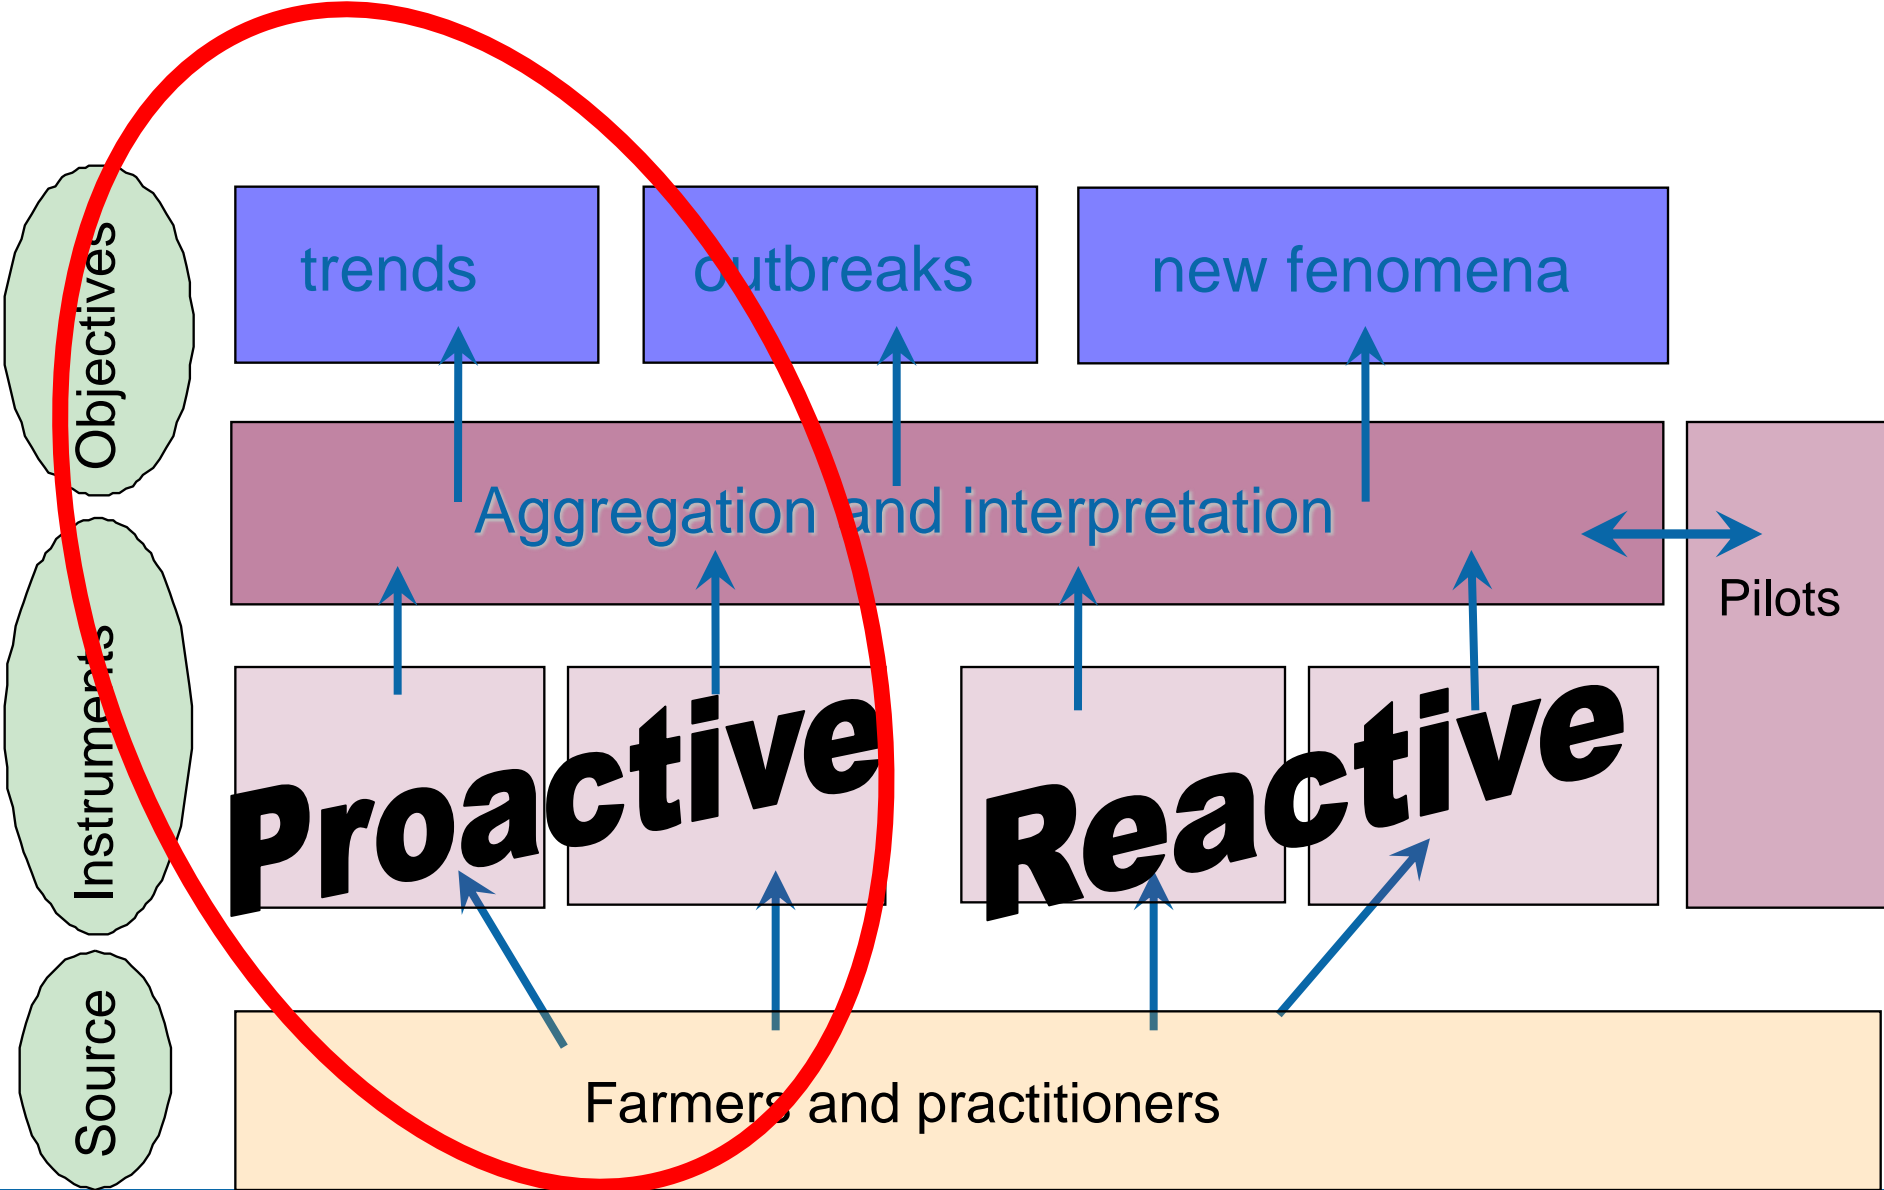 Objectives
trends
outbreaks
new fenomena
Aggregation and interpretation
Pilots
Instruments
Proactive
Reactive
Source
Farmers and practitioners